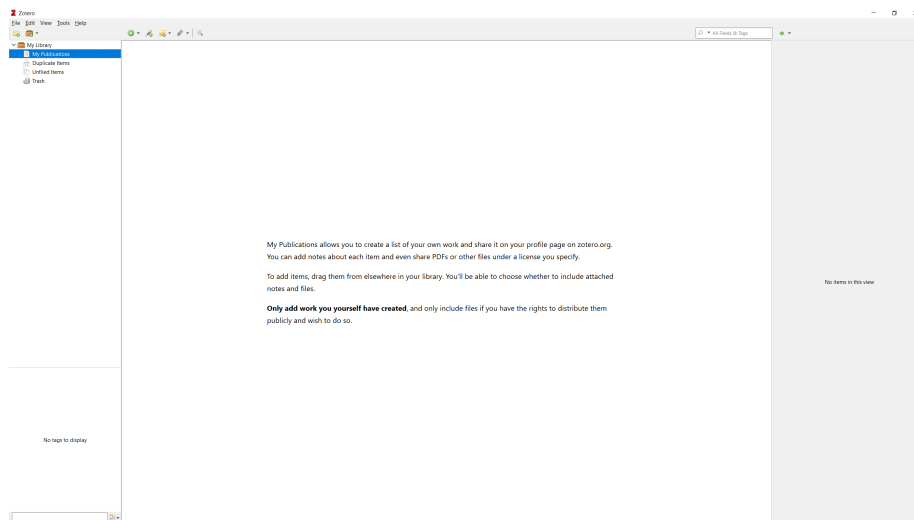 Zotero
File Edit View Tools Help
All Fields & Tags
My Library
My Publications
Duplicate Items
Unfiled Items
Trash
My Publications allows you to create a list of your own work and share it on your profile page on zotero.org.
You can add notes about each item and even share PDFs or other files under a license you specify.
To add items, drag them from elsewhere in your library. You'll be able to choose whether to include attached
notes and files.
Only add work you yourself have created, and only include files if you have the rights to distribute them
publicly and wish to do so.
No items in this view
No tags to display